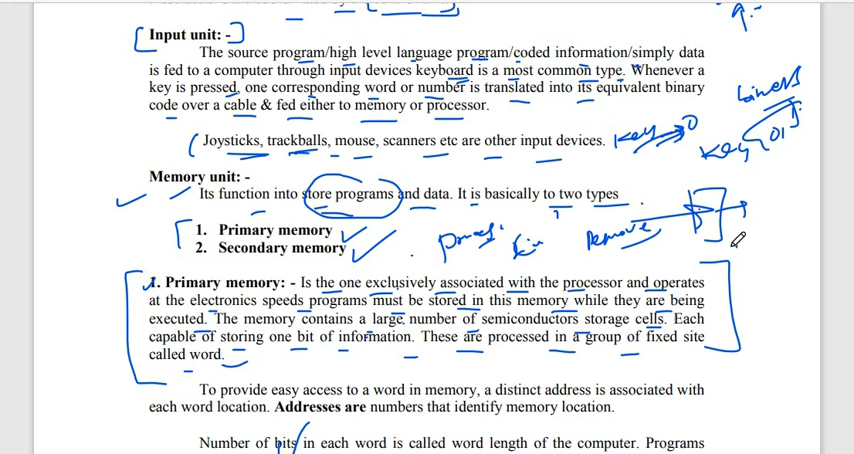 Input unit: -
The source program/high level language program/coded information/simply data
is fed to a computer through input devices keyboard is a most common type. Whenever a
key is pressed, one corresponding word or number is translated into its equivalent binary
code over a cable & fed either to memory or processor.
Joysticks, trackballs, mouse, scanners etc are other input devices.
Key
Key 01
Memory unit: -
Its function into store programs and data. It is basically to two types
1. Primary memory
2. Secondary memory
Remove
1. Primary memory: - Is the one exclusively associated with the processor and operates
at the electronics speeds programs must be stored in this memory while they are being
executed. The memory contains a large number of semiconductors storage cells. Each
capable of storing one bit of information. These are processed in a group of fixed site
called word.
To provide easy access to a word in memory, a distinct address is associated with
each word location. Addresses are numbers that identify memory location.
Number of bits in each word is called word length of the computer. Programs